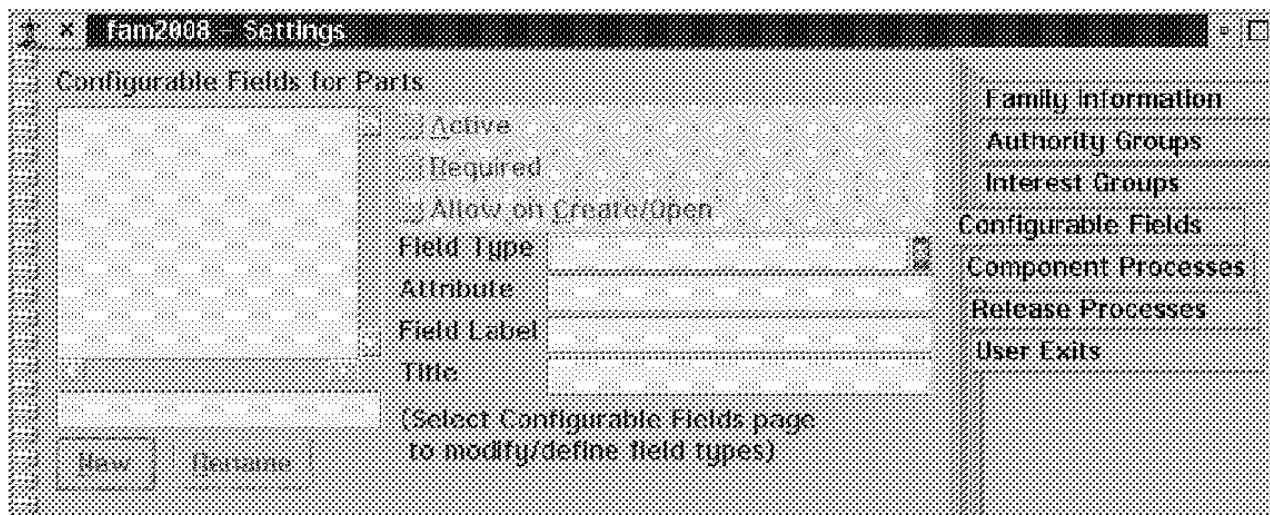 fam2008 - Settings
Configurable Fields for Parts
Active
Required
Allow on Create/Open
Field Type
Attribute
Field Label
Title
(Select Configurable Fields page
to modify/define field types)
New
Rename
Family Information
Authority Groups
Interest Groups
Configurable Fields
Component Processes
Release Processes
User Exits